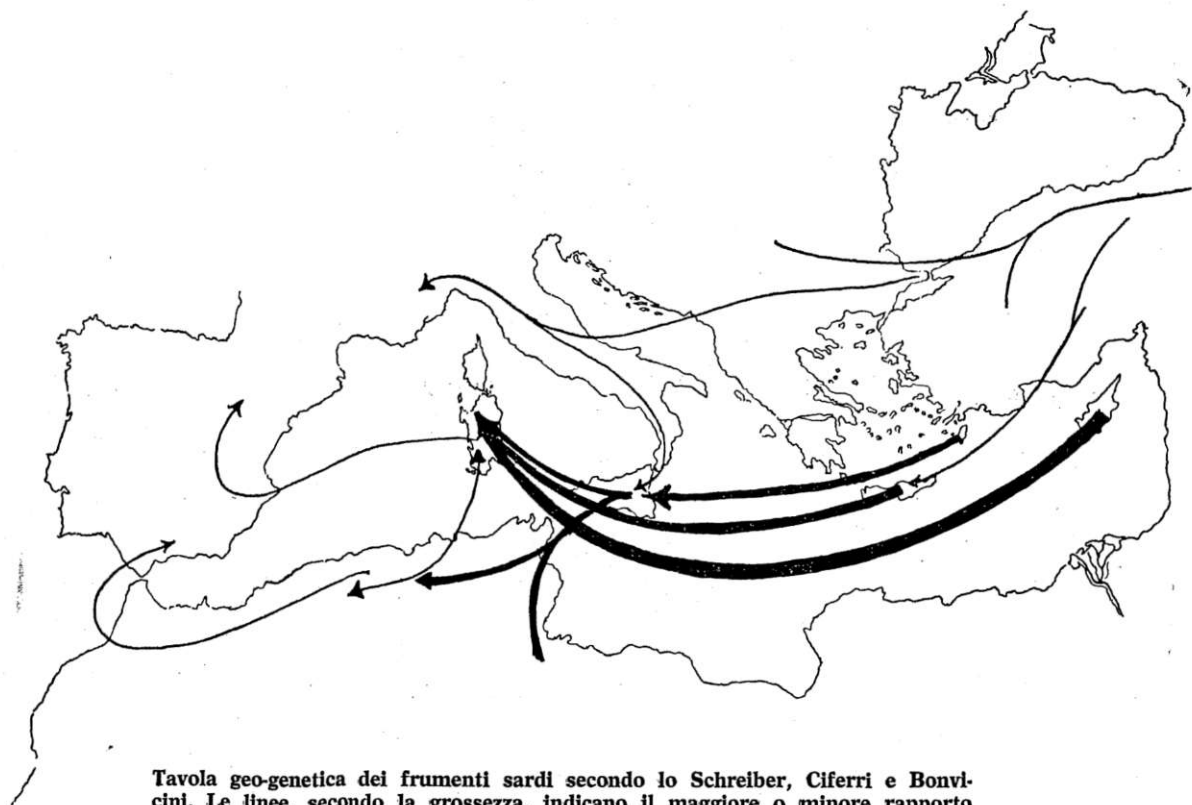 Tavola geo-genetica dei frumenti sardi secondo lo Schreiber, Ciferri e Bonvi-
cini. Le linee, secondo la grossezza, indicano il maggiore o minore rapporto